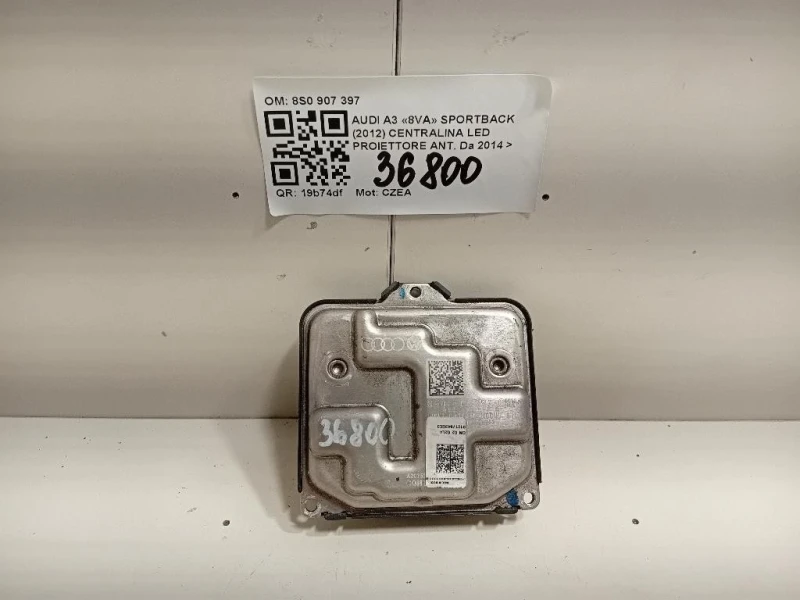 OM: 8S0 907 397
AUDI A3 «8VA» SPORTBACK
(2012) CENTRALINA LED
PROIETTORE ANT. Da 2014 >
36800
QR: 19b74df Mot: CZEA
36800